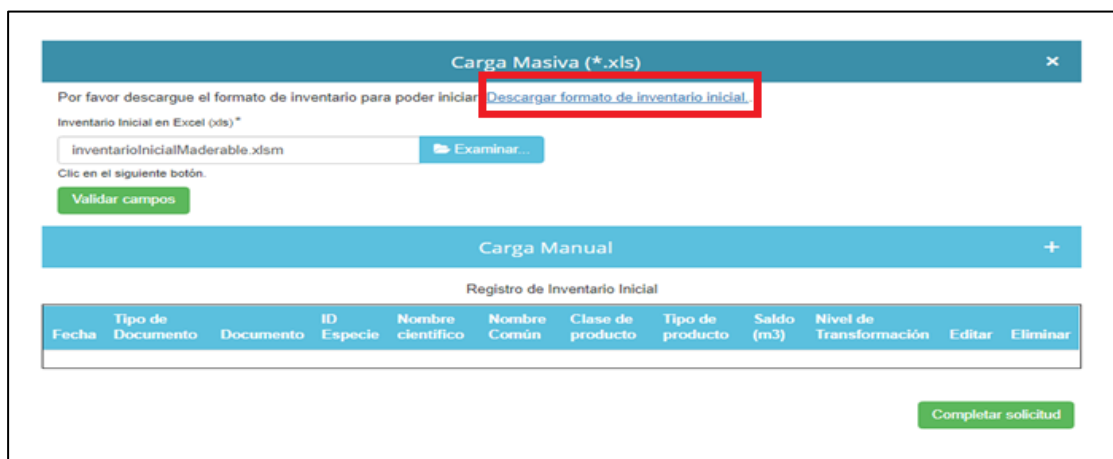 Carga Masiva (*.xls) ×
Por favor descargue el formato de inventario para poder iniciar Descargar formato de inventario inicial.
Inventario Inicial en Excel (xls)*
inventarioInicialMaderable.xlsm Examinar...
Clic en el siguiente botón.
Validar campos
Carga Manual +
Registro de Inventario Inicial
Fecha Tipo de Documento Documento ID Especie Nombre científico Nombre Común Clase de producto Tipo de producto Saldo (m3) Nivel de Transformación Editar Eliminar
Completar solicitud